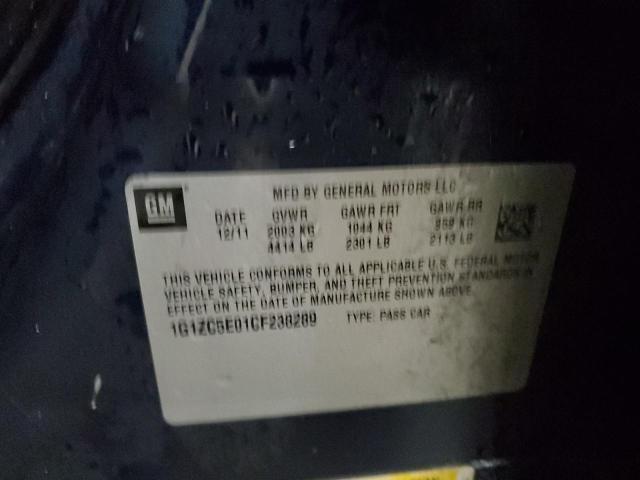 GM
MFD BY GENERAL MOTORS LLC
DATE GVWR GAWR FRT GAWR RR
12/11 2003 KG 1044 KG 959 KG
4414 LB 2301 LB 2113 LB
THIS VEHICLE CONFORMS TO ALL APPLICABLE U.S. FEDERAL MOTOR
VEHICLE SAFETY, BUMPER, AND THEFT PREVENTION STANDARDS IN
EFFECT ON THE DATE OF MANUFACTURE SHOWN ABOVE.
1G1ZC5E01CF238289 TYPE: PASS CAR